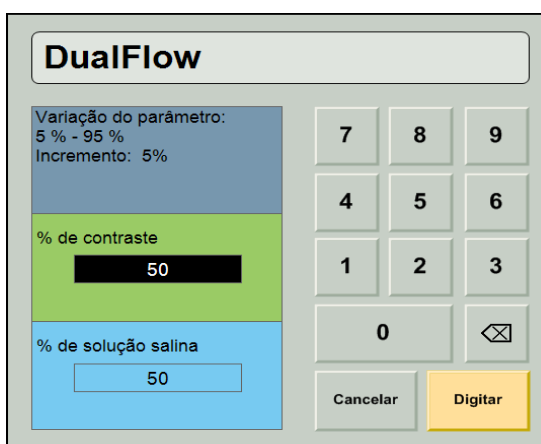 DualFlow
Variação do parâmetro:
5 % - 95 %
Incremento: 5%
% de contraste
50
% de solução salina
50
7 8 9
4 5 6
1 2 3
0
Cancelar Digitar